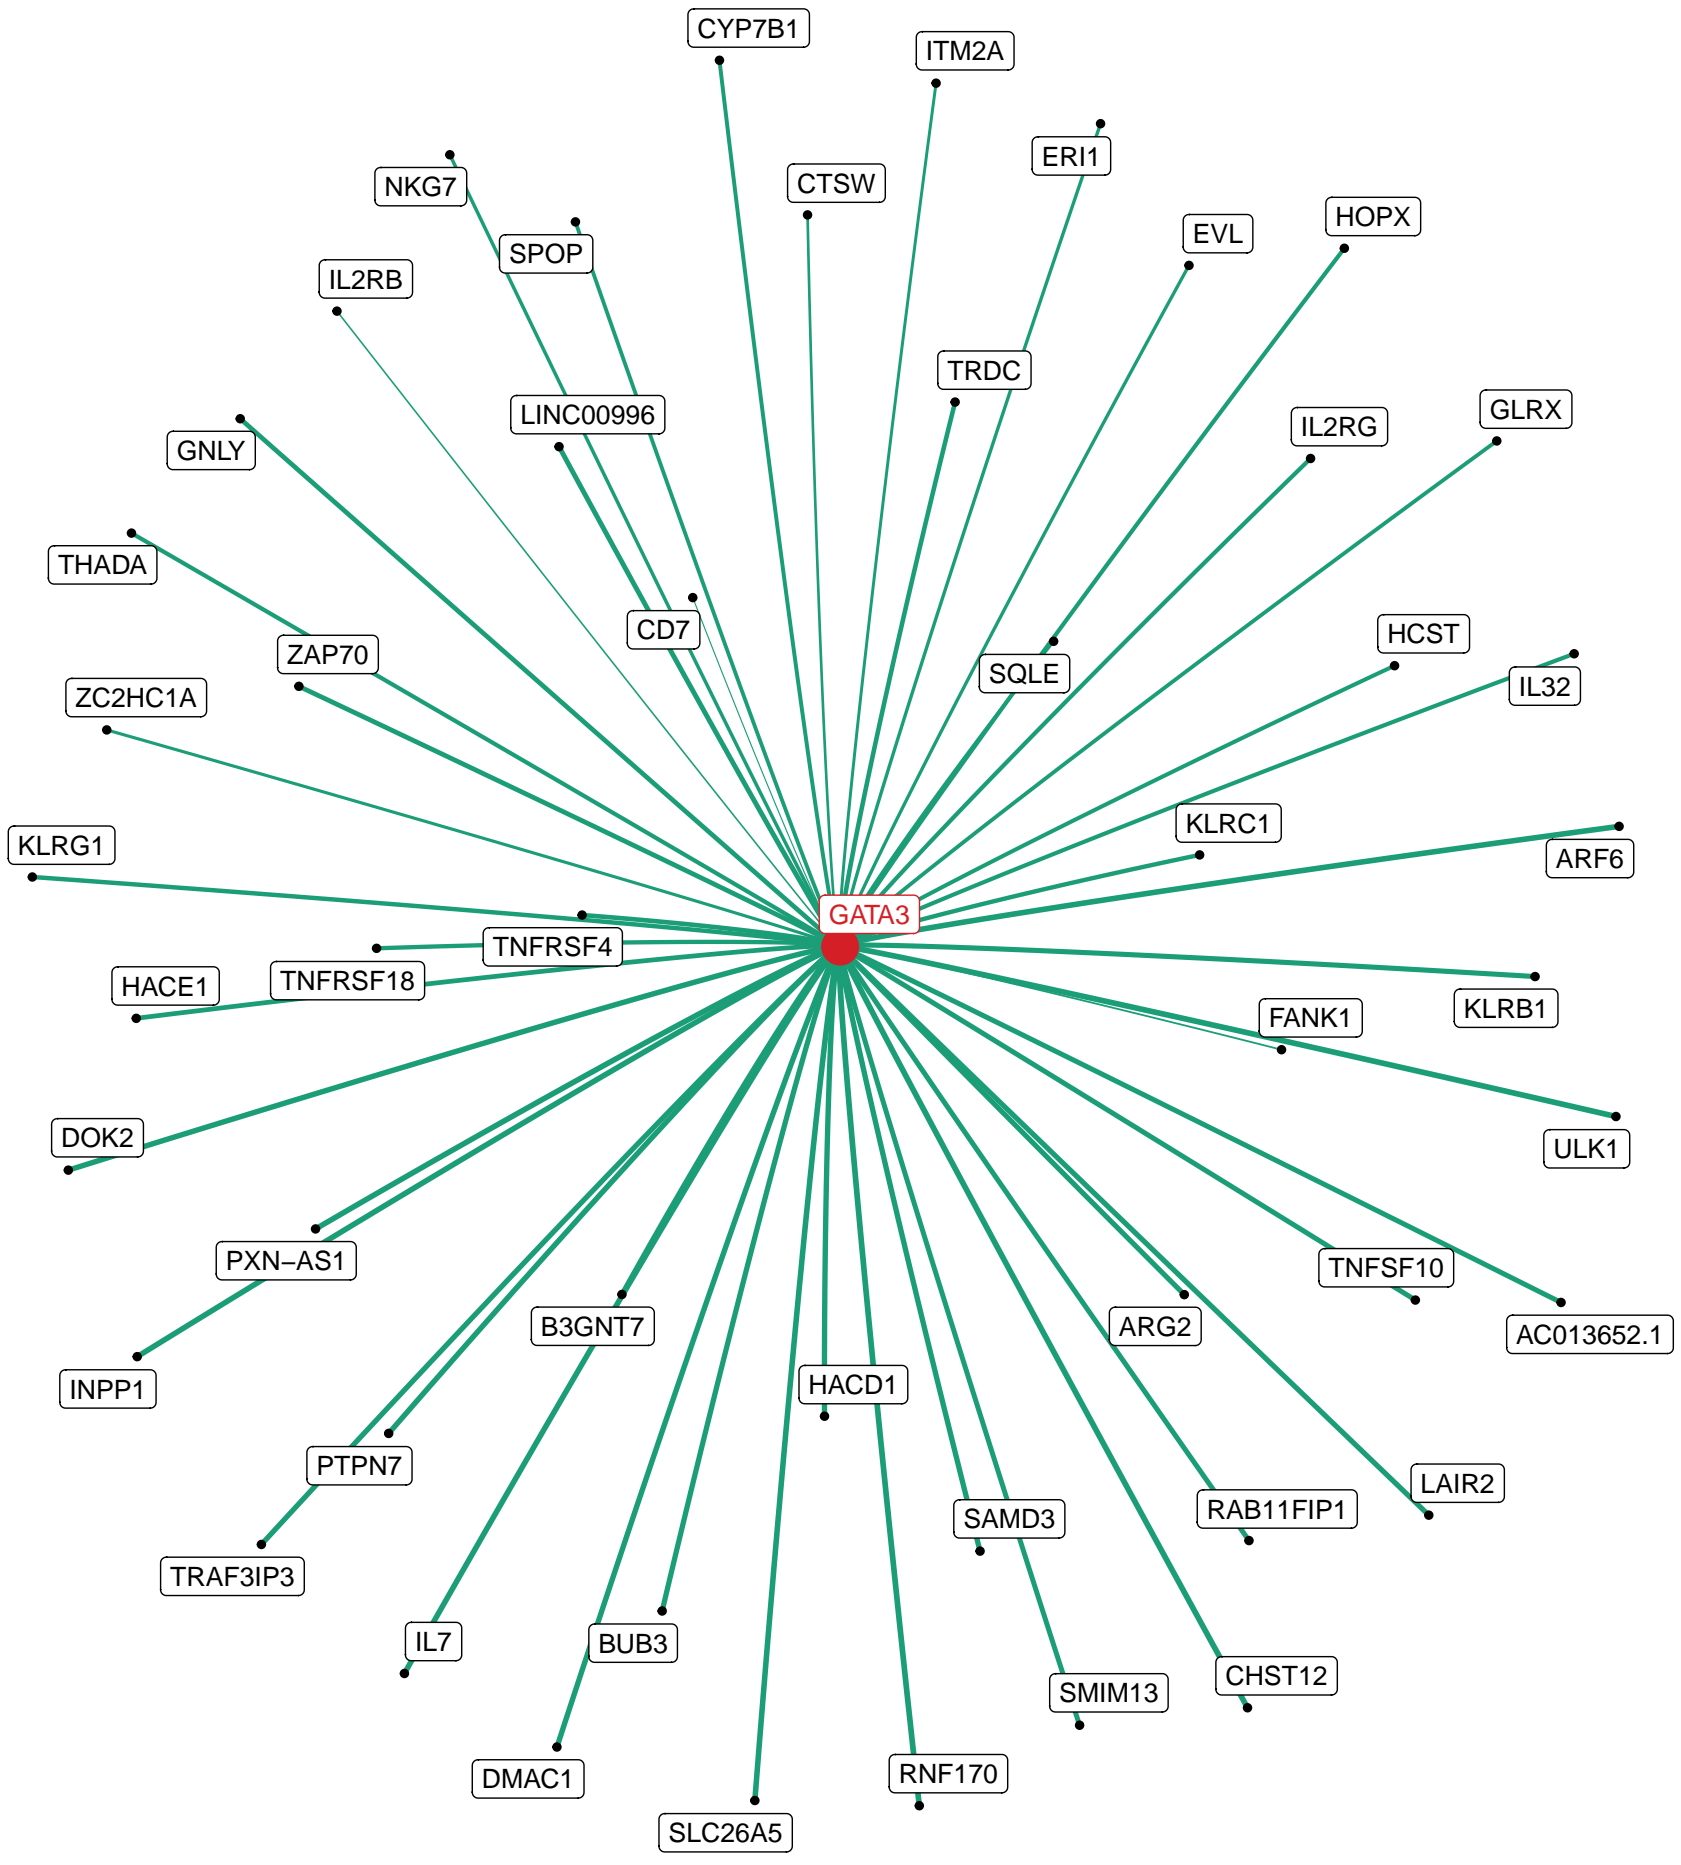 CYP7B1
ITM2A
ERI1
NKG7
CTSW
HOPX
EVL
SPOP
IL2RB
TRDC
GLRX
LINC00996
IL2RG
GNLY
THADA
CD7
HCST
ZAP70
SQLE
IL32
ZC2HC1A
KLRC1
KLRG1
ARF6
GATA3
TNFRSF4
TNFRSF18
HACE1
KLRB1
FANK1
DOK2
ULK1
PXN−AS1
TNFSF10
B3GNT7
ARG2
AC013652.1
HACD1
INPP1
PTPN7
LAIR2
RAB11FIP1
SAMD3
TRAF3IP3
IL7
BUB3
CHST12
SMIM13
RNF170
DMAC1
SLC26A5